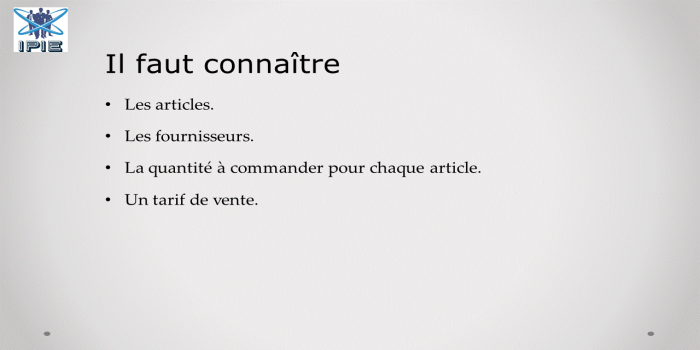 IPIE
Il faut connaître
• Les articles.
• Les fournisseurs.
• La quantité à commander pour chaque article.
• Un tarif de vente.